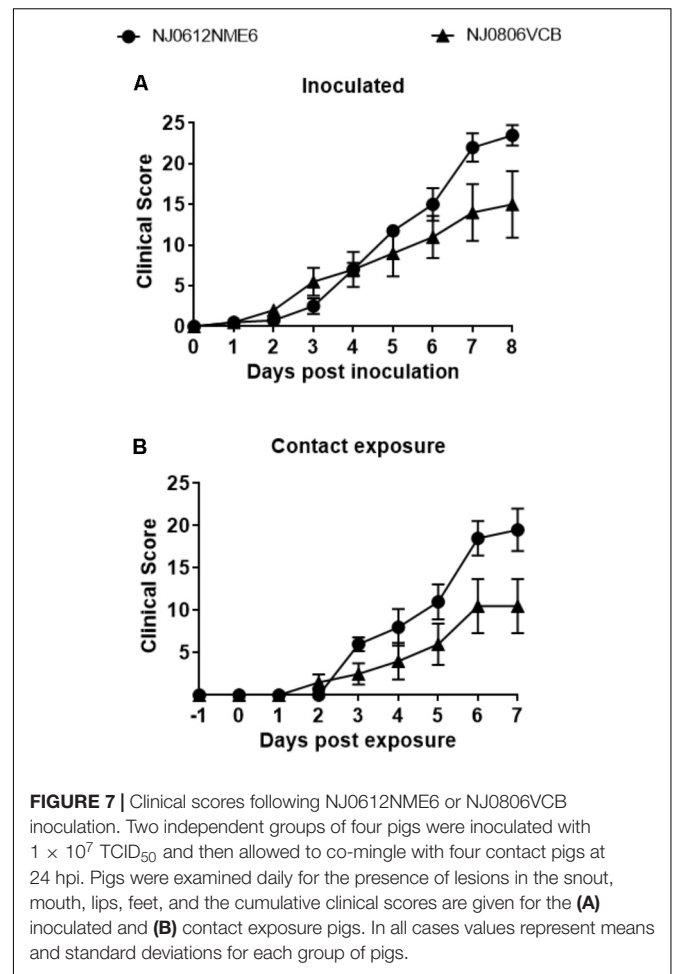 NJ0612NME6 NJ0806VCB
A Inoculated
25
20
15
10
5
0
Clinical Score
0 1 2 3 4 5 6 7 8
Days post inoculation
B Contact exposure
25
20
15
10
5
Clinical Score
-1 0 1 2 3 4 5 6 7
Days post exposure
FIGURE 7 | Clinical scores following NJ0612NME6 or NJ0806VCB
inoculation. Two independent groups of four pigs were inoculated with
1 × 10⁷ TCID₅₀ and then allowed to co-mingle with four contact pigs at
24 hpi. Pigs were examined daily for the presence of lesions in the snout,
mouth, lips, feet, and the cumulative clinical scores are given for the (A)
inoculated and (B) contact exposure pigs. In all cases values represent means
and standard deviations for each group of pigs.